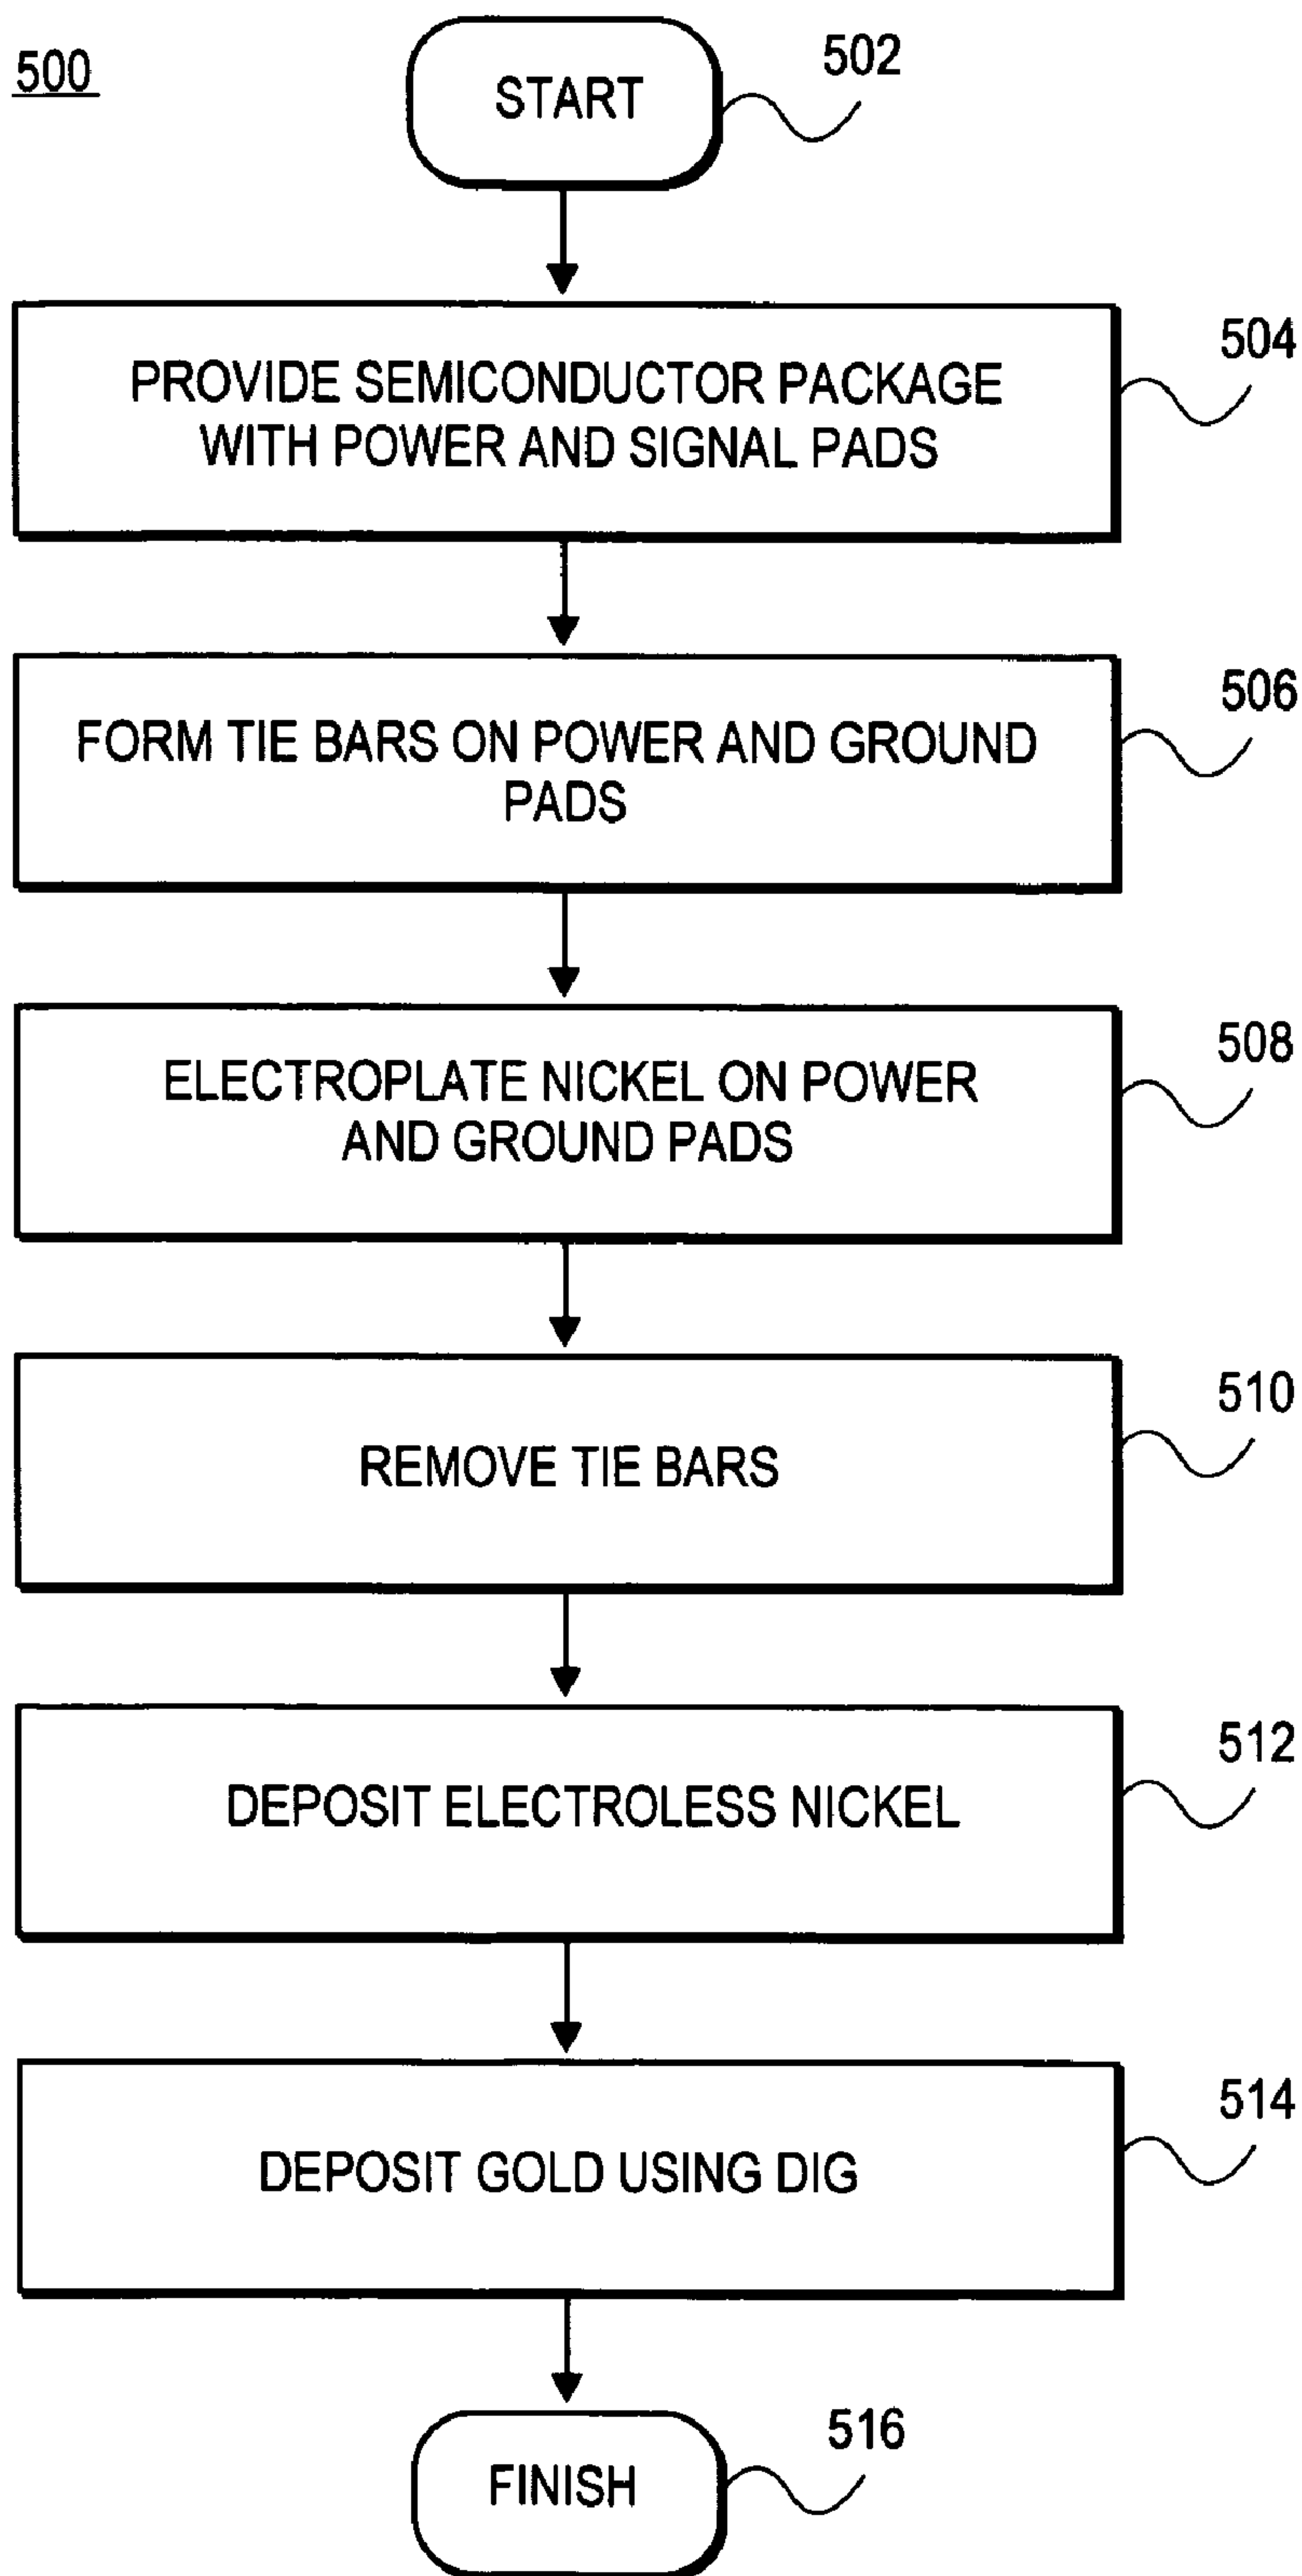 500
START
502
PROVIDE SEMICONDUCTOR PACKAGE
WITH POWER AND SIGNAL PADS
504
FORM TIE BARS ON POWER AND GROUND
PADS
506
ELECTROPLATE NICKEL ON POWER
AND GROUND PADS
508
REMOVE TIE BARS
510
DEPOSIT ELECTROLESS NICKEL
512
DEPOSIT GOLD USING DIG
514
FINISH
516